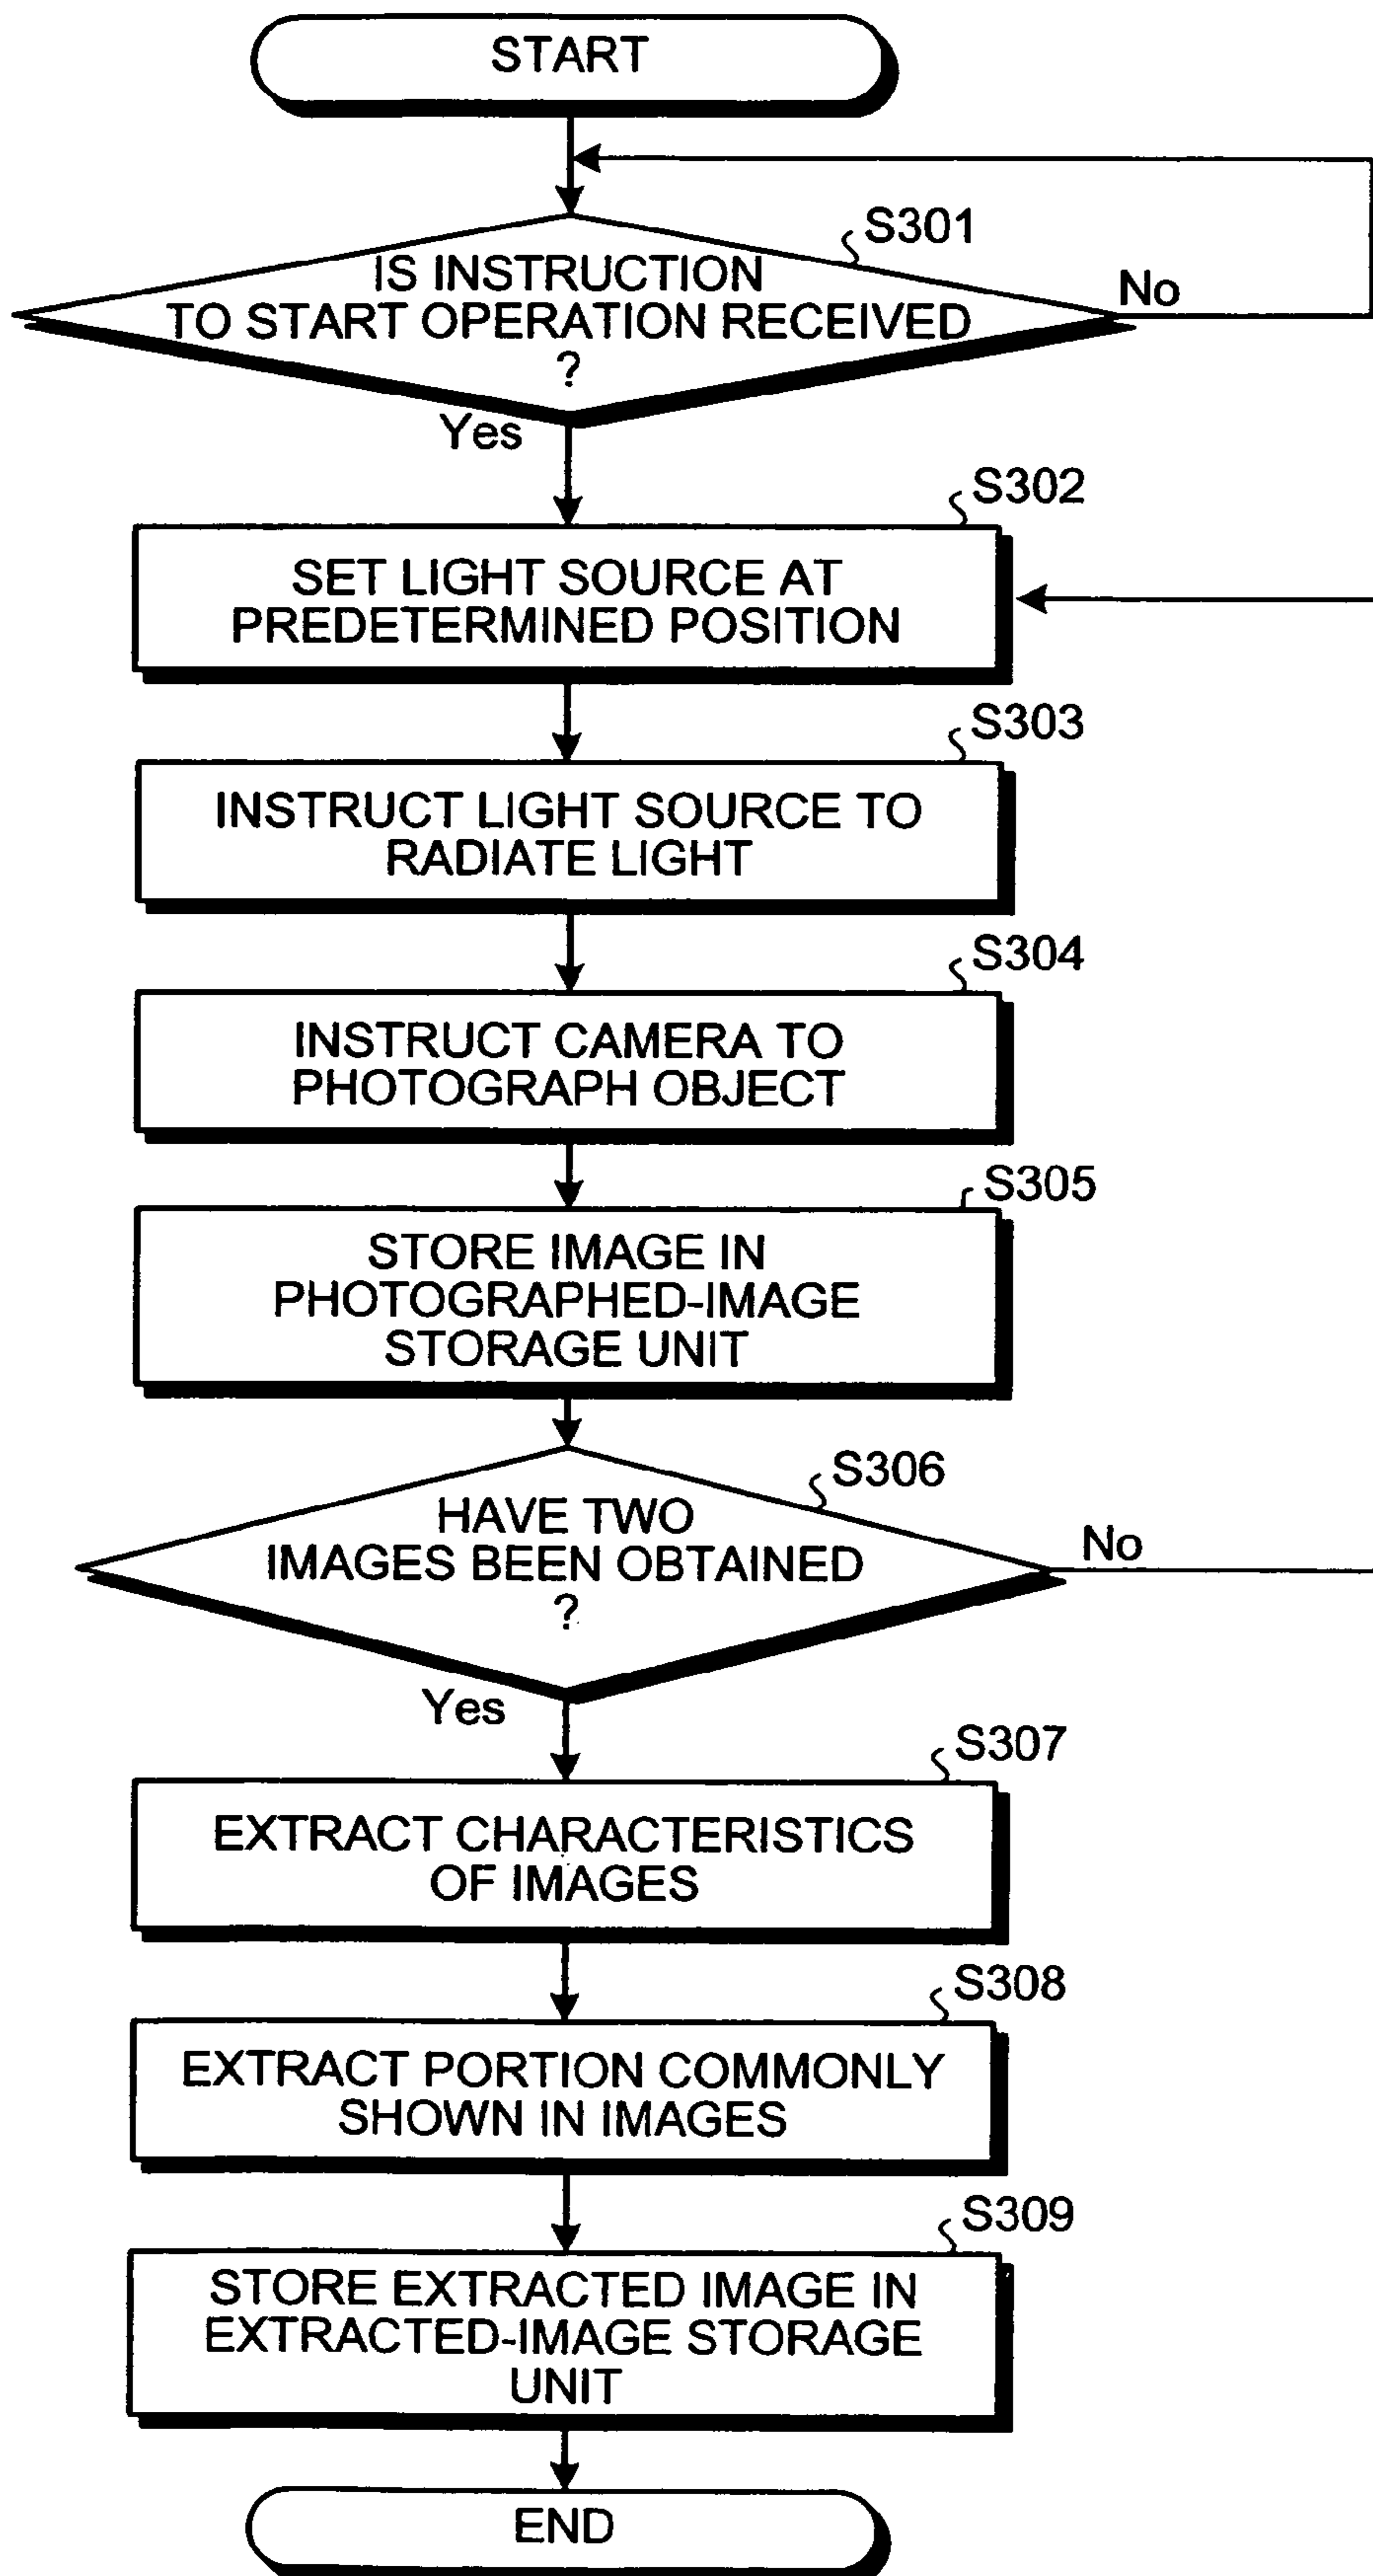 START
S301
IS INSTRUCTION
TO START OPERATION RECEIVED
?
No
Yes
S302
SET LIGHT SOURCE AT
PREDETERMINED POSITION
S303
INSTRUCT LIGHT SOURCE TO
RADIATE LIGHT
S304
INSTRUCT CAMERA TO
PHOTOGRAPH OBJECT
S305
STORE IMAGE IN
PHOTOGRAPHED-IMAGE
STORAGE UNIT
S306
HAVE TWO
IMAGES BEEN OBTAINED
?
No
Yes
S307
EXTRACT CHARACTERISTICS
OF IMAGES
S308
EXTRACT PORTION COMMONLY
SHOWN IN IMAGES
S309
STORE EXTRACTED IMAGE IN
EXTRACTED-IMAGE STORAGE
UNIT
END